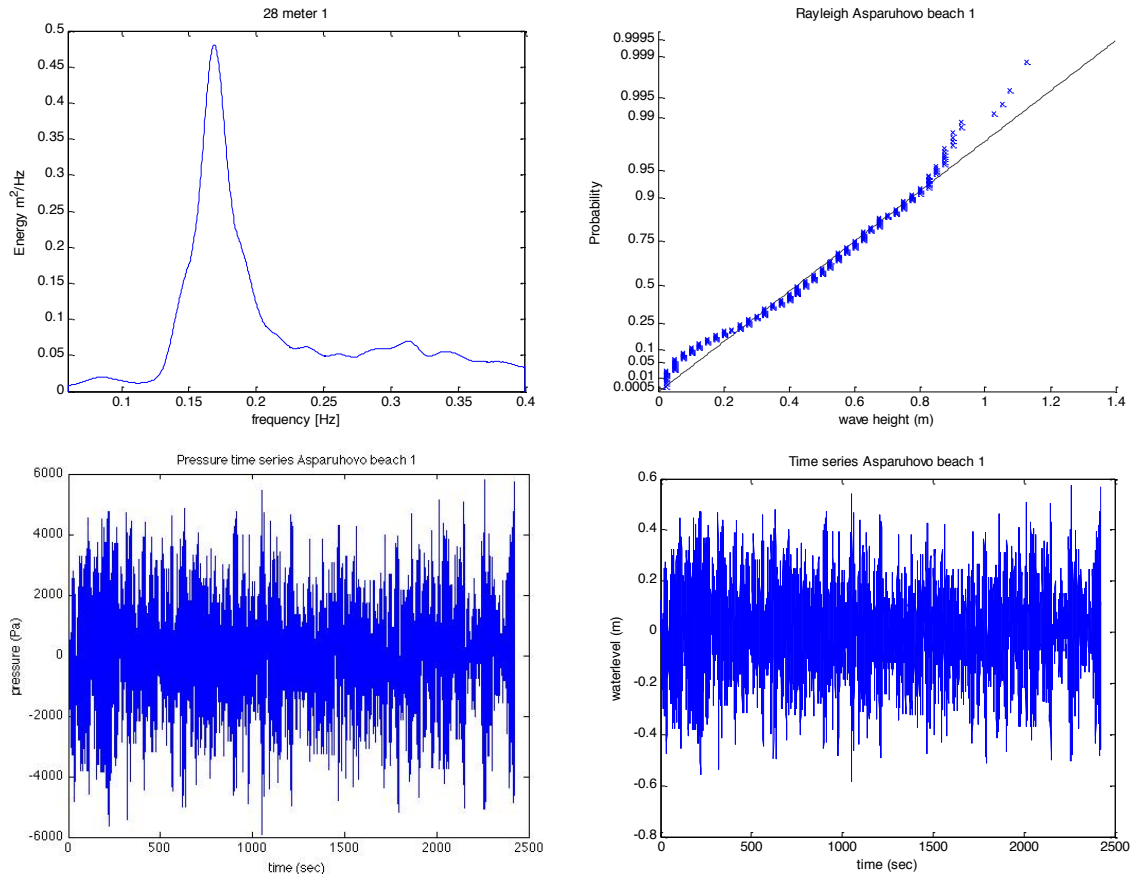 28 meter 1
0.5
0.45
0.4
0.35
0.3
0.25
0.2
0.15
0.1
0.05
0
Energy m²/Hz
0.1 0.15 0.2 0.25 0.3 0.35 0.4
frequency [Hz]
Rayleigh Asparuhovo beach 1
0.9995
0.999
0.995
0.99
0.95
0.9
0.75
0.5
0.25
0.1
0.05
0.01
0.0005
Probability
0 0.2 0.4 0.6 0.8 1 1.2 1.4
wave height (m)
Pressure time series Asparuhovo beach 1
6000
4000
2000
0
-2000
-4000
-6000
pressure (Pa)
0 500 1000 1500 2000 2500
time (sec)
Time series Asparuhovo beach 1
0.6
0.4
0.2
0
-0.2
-0.4
-0.6
-0.8
waterlevel (m)
0 500 1000 1500 2000 2500
time (sec)